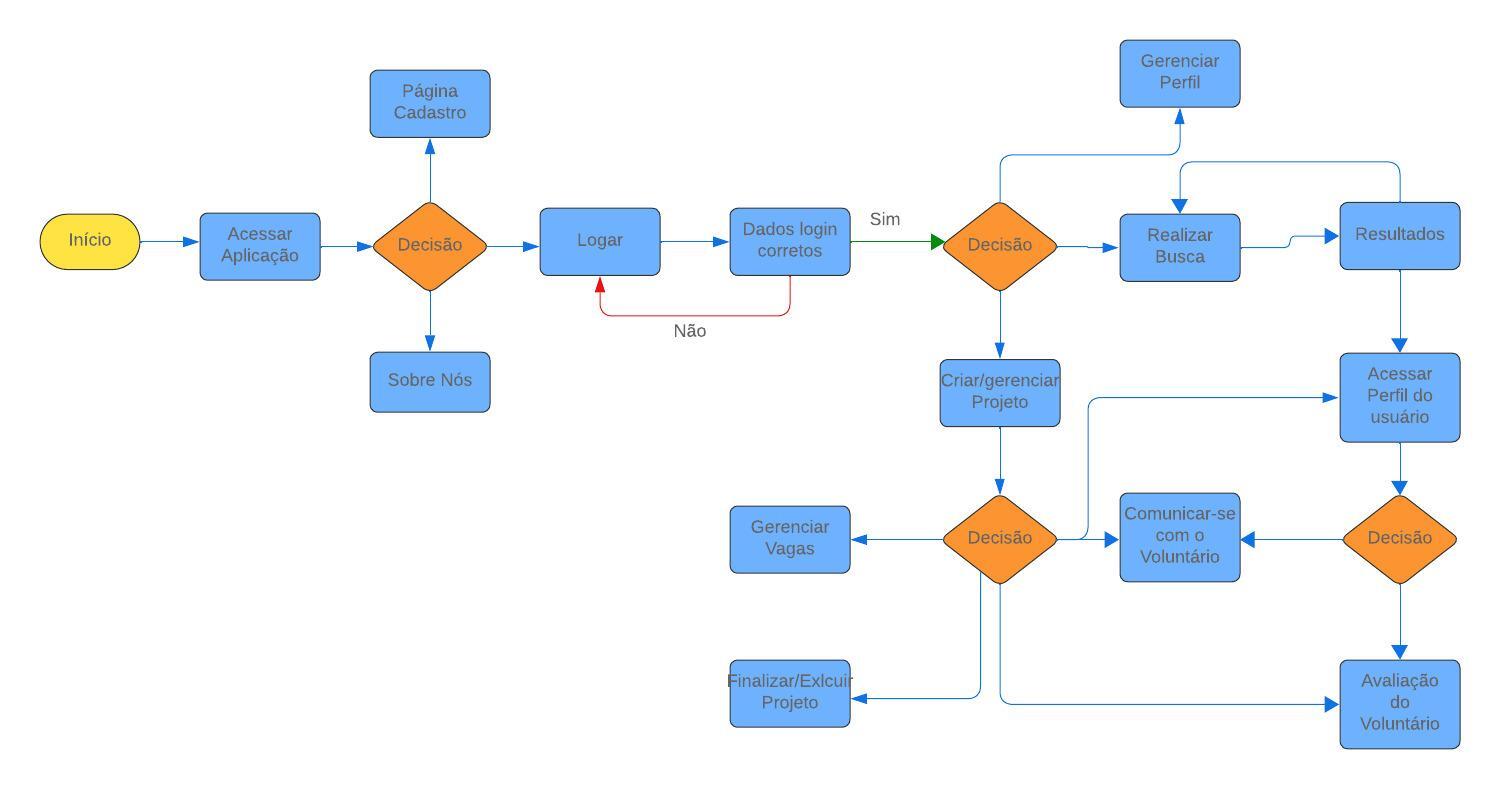 Gerenciar
Perfil
Página
Cadastro
Início
Acessar
Aplicação
Decisão
Logar
Dados login
corretos
Sim
Decisão
Realizar
Busca
Resultados
Não
Sobre Nós
Criar/gerenciar
Projeto
Acessar
Perfil do
usuário
Gerenciar
Vagas
Decisão
Comunicar-se
com o
Voluntário
Decisão
Finalizar/Exlcuir
Projeto
Avaliação
do
Voluntário